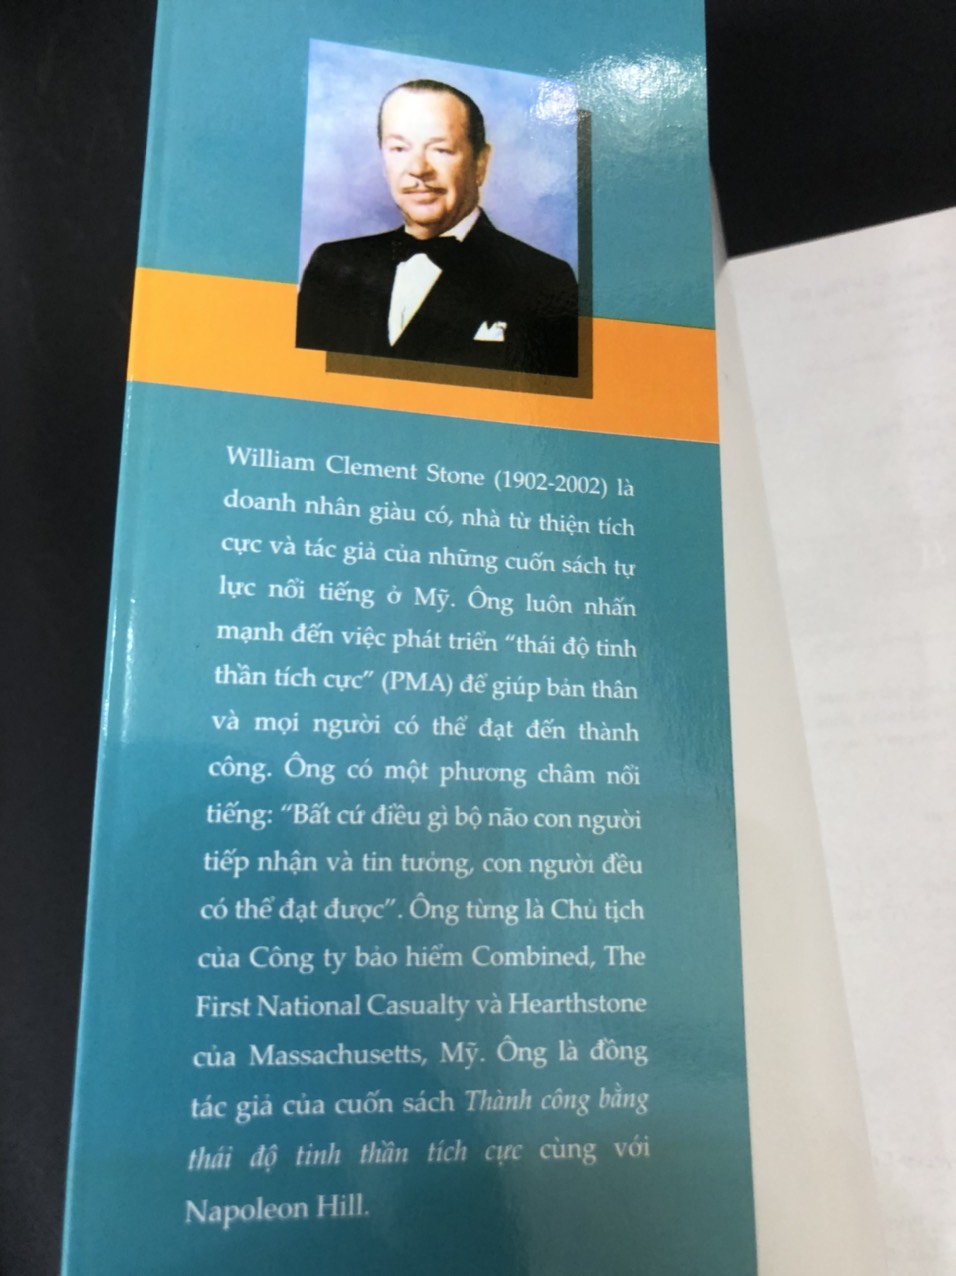 William Clement Stone (1902-2002) là
doanh nhân giàu có, nhà từ thiện tích
cực và tác giả của những cuốn sách tự
lực nổi tiếng ở Mỹ. Ông luôn nhấn
mạnh đến việc phát triển “thái độ tinh
thần tích cực” (PMA) để giúp bản thân
và mọi người có thể đạt đến thành
công. Ông có một phương châm nổi
tiếng: “Bất cứ điều gì bộ não con người
tiếp nhận và tin tưởng, con người đều
có thể đạt được”. Ông từng là Chủ tịch
của Công ty bảo hiểm Combined, The
First National Casualty và Hearthstone
của Massachusetts, Mỹ. Ông là đồng
tác giả của cuốn sách Thành công bằng
thái độ tinh thần tích cực cùng với
Napoleon Hill.